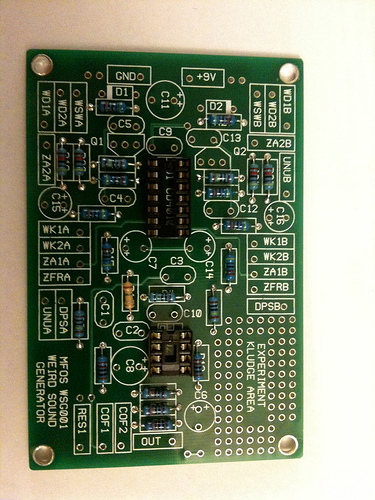 GND
+9V
D1
C11
D2
WD1A
WD2A
WSWA
WSWB
WD2B
WD1B
C5
C9
C13
Q1
Q2
ZA2B
ZA2A
UNUB
C4
C12
C15
C16
WK1A
WK2A
ZA1A
ZFRA
WK1B
WK2B
ZA1B
ZFRB
C7
C3
C14
UNUA
DPSA
C1
C10
DPSB
C2
C8
C6
EXPERIMENT
KLUDGE AREA
MFOS WSG001
WEIRD SOUND
GENERATOR
RES1
COF1
COF2
OUT